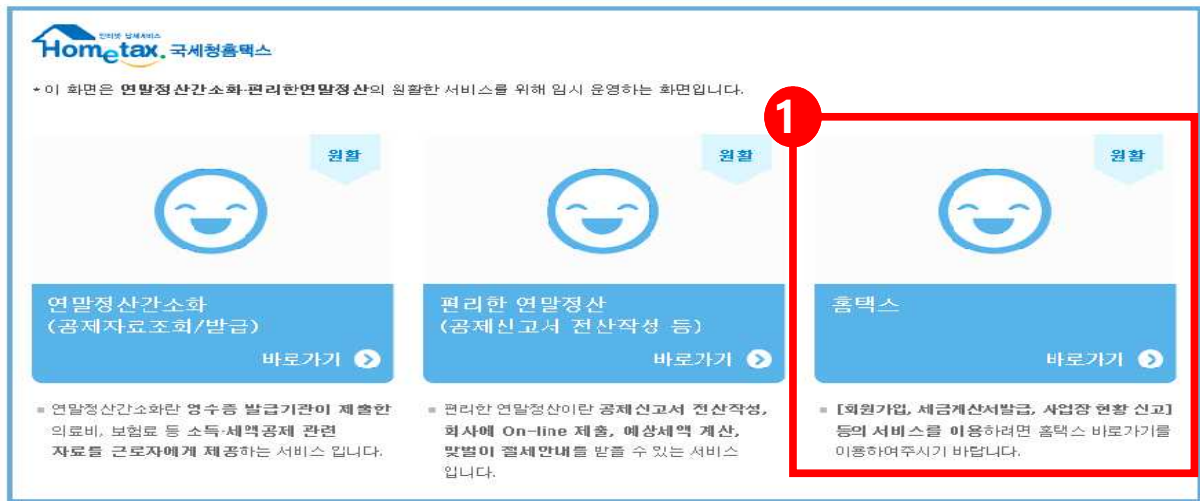 인터넷 납세서비스
Hometax. 국세청홈택스
* 이 화면은 연말정산간소화·편리한연말정산의 원활한 서비스를 위해 임시 운영하는 화면입니다.
1
원활
원활
원활
연말정산간소화
(공제자료조회/발급)
바로가기
편리한 연말정산
(공제신고서 전산작성 등)
바로가기
홈택스
바로가기
연말정산간소화란 영수증 발급기관이 제출한
의료비, 보험료 등 소득·세액공제 관련
자료를 근로자에게 제공하는 서비스 입니다.
편리한 연말정산이란 공제신고서 전산작성,
회사에 On-line 제출, 예상세액 계산,
맞벌이 절세안내를 받을 수 있는 서비스
입니다.
[회원가입, 세금계산서발급, 사업장 현황 신고]
등의 서비스를 이용하려면 홈택스 바로가기를
이용하여주시기 바랍니다.